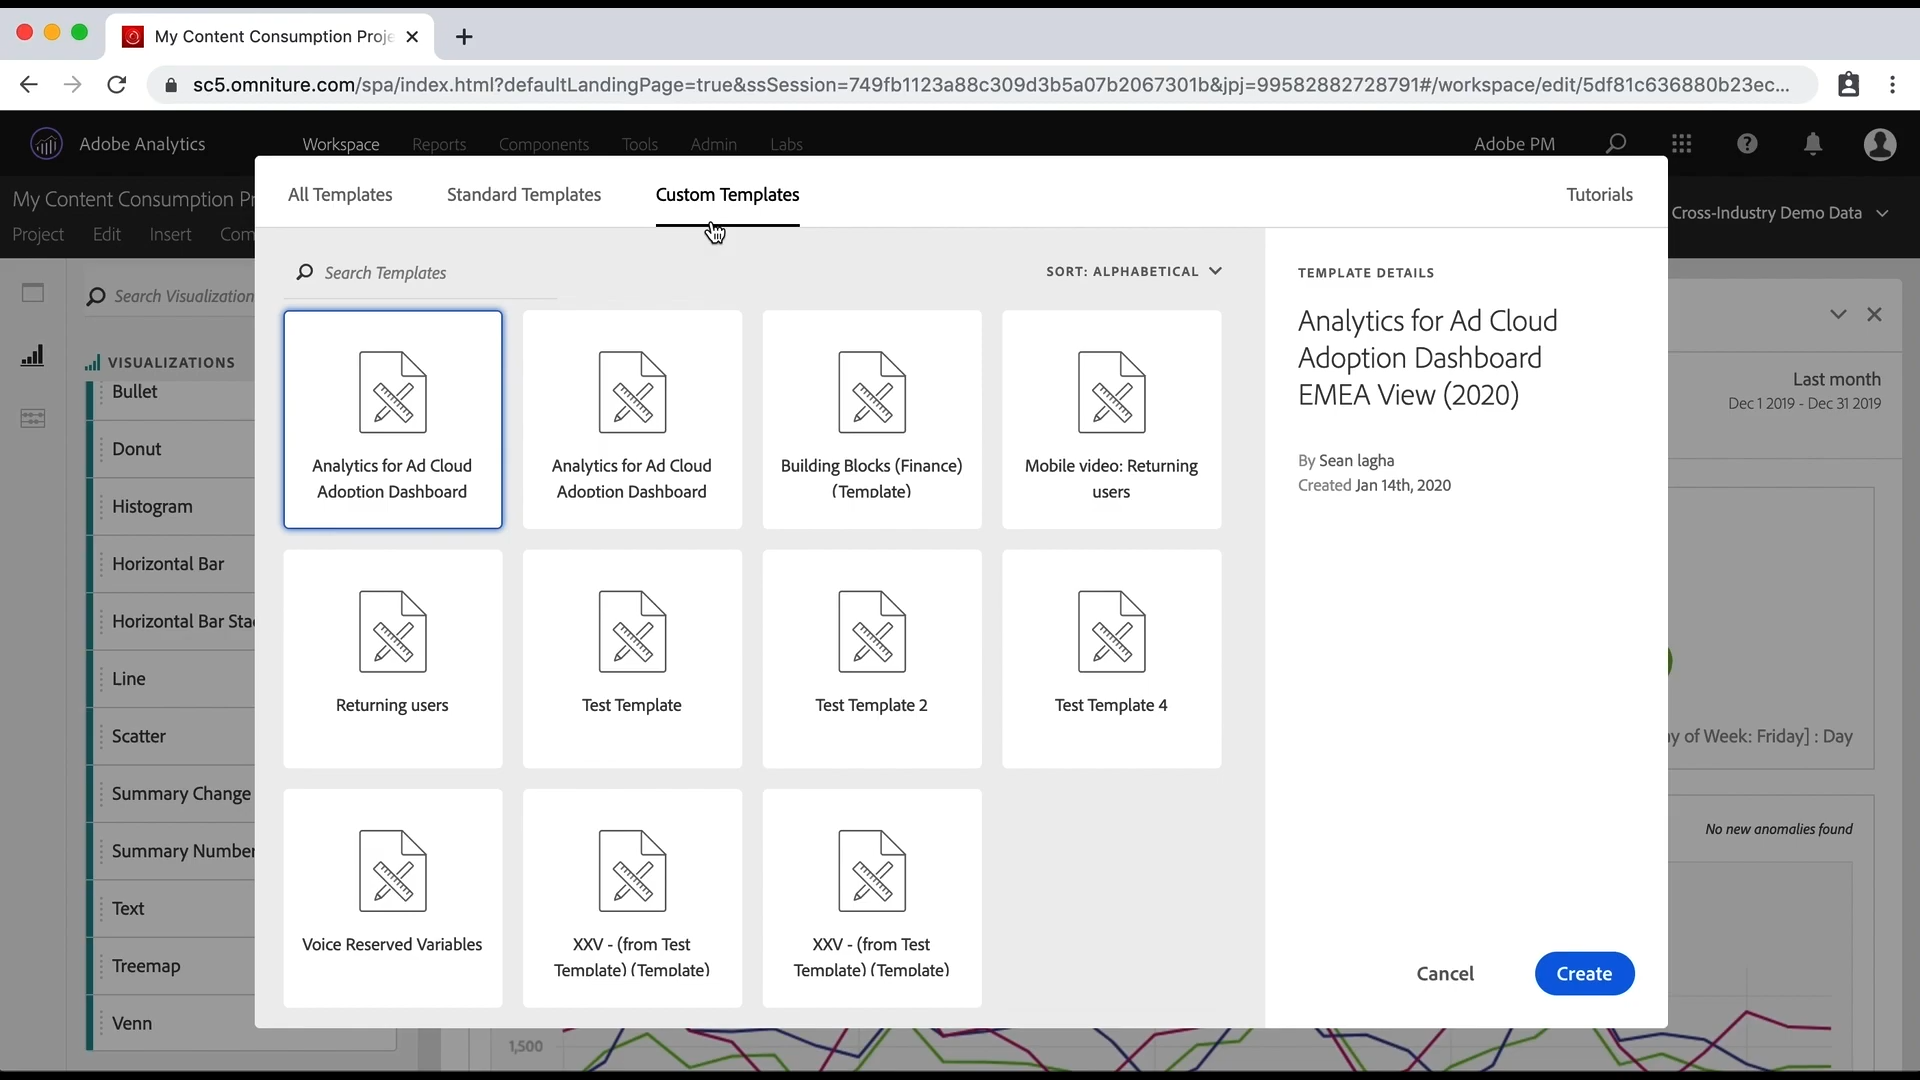 My Content Consumption Proje
sc5.omniture.com/spa/index.html?defaultLandingPage=true&ssSession=749fb1123a88c309d3b5a07b2067301b&jpj=99582882728791#/workspace/edit/5df81c636880b23ec...
Adobe Analytics
Workspace
Reports
Components
Tools
Admin
Labs
Adobe PM
My Content Consumption Pr
Cross-Industry Demo Data
Project
Edit
Insert
Com
All Templates
Standard Templates
Custom Templates
Tutorials
Search Visualization
VISUALIZATIONS
Bullet
Donut
Histogram
Horizontal Bar
Horizontal Bar Sta
Line
Scatter
Summary Change
Summary Number
Text
Treemap
Venn
Search Templates
SORT: ALPHABETICAL
Analytics for Ad Cloud
Adoption Dashboard
Analytics for Ad Cloud
Adoption Dashboard
Building Blocks (Finance)
(Template)
Mobile video: Returning
users
Returning users
Test Template
Test Template 2
Test Template 4
Voice Reserved Variables
XXV - (from Test
Template) (Template)
XXV - (from Test
Template) (Template)
TEMPLATE DETAILS
Analytics for Ad Cloud
Adoption Dashboard
EMEA View (2020)
By Sean lagha
Created Jan 14th, 2020
Cancel
Create
Last month
Dec 1 2019 - Dec 31 2019
y of Week: Friday] : Day
No new anomalies found
1,500